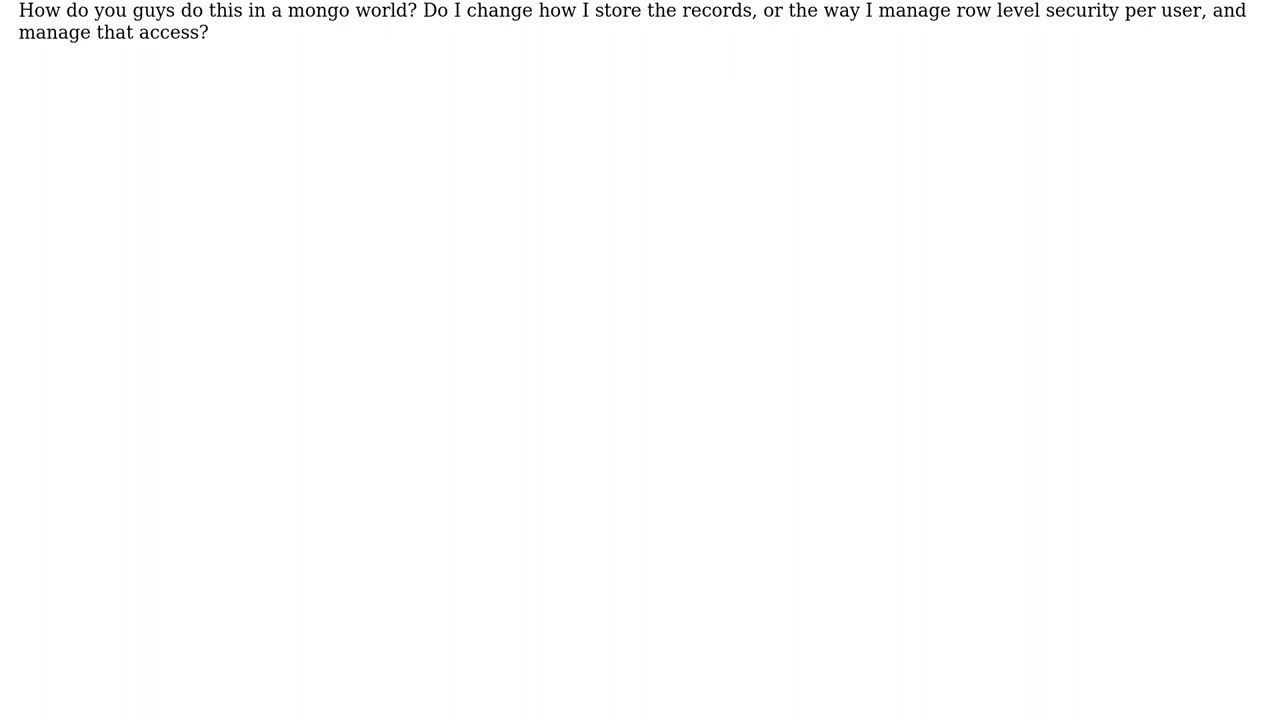 How do you guys do this in a mongo world? Do I change how I store the records, or the way I manage row level security per user, and
manage that access?